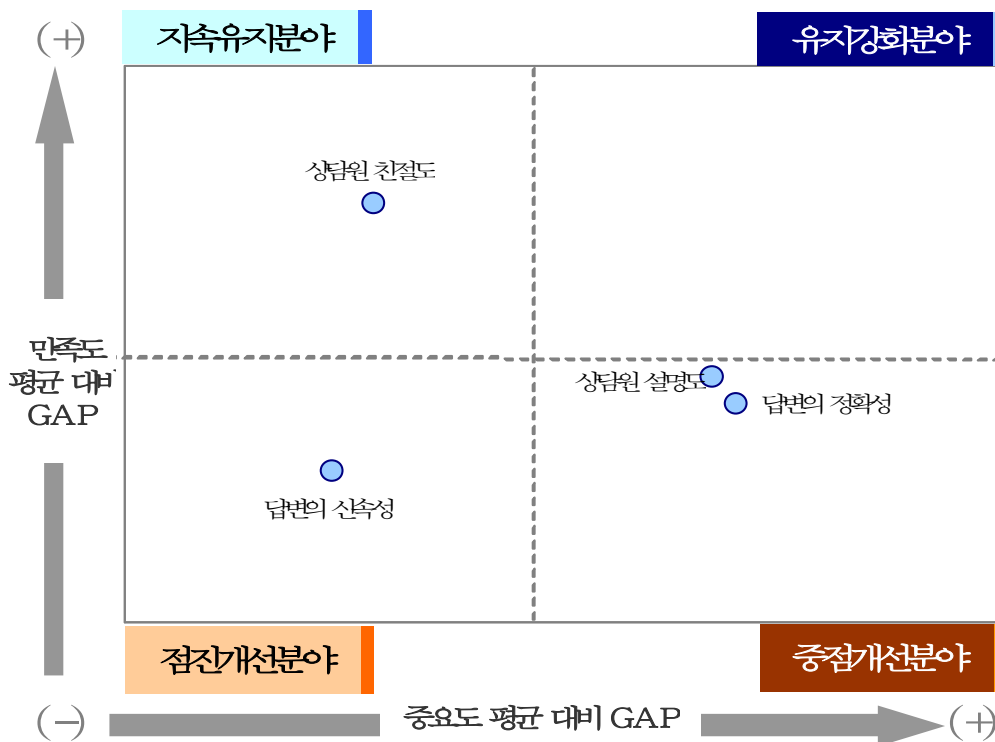 (+)
지속유지분야
유지강화분야
상담원 친절도
만족도
평균 대비
GAP
상담원 설명도
답변의 정확성
답변의 신속성
점진개선분야
중점개선분야
(-)
중요도 평균 대비 GAP
(+)